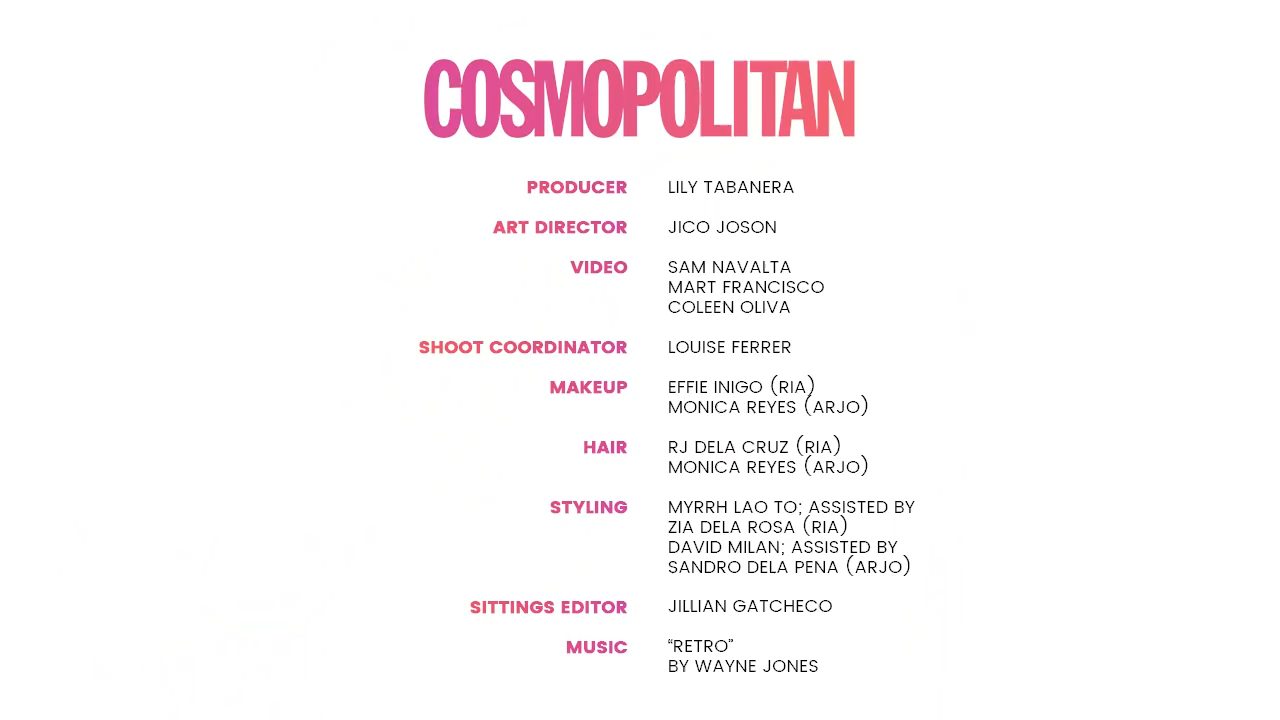 COSMOPOLITAN
PRODUCER LILY TABANERA
ART DIRECTOR JICO JOSON
VIDEO SAM NAVALTA
MART FRANCISCO
COLEEN OLIVA
SHOOT COORDINATOR LOUISE FERRER
MAKEUP EFFIE INIGO (RIA)
MONICA REYES (ARJO)
HAIR RJ DELA CRUZ (RIA)
MONICA REYES (ARJO)
STYLING MYRRH LAO TO; ASSISTED BY
ZIA DELA ROSA (RIA)
DAVID MILAN; ASSISTED BY
SANDRO DELA PENA (ARJO)
SITTINGS EDITOR JILLIAN GATCHECO
MUSIC “RETRO”
BY WAYNE JONES